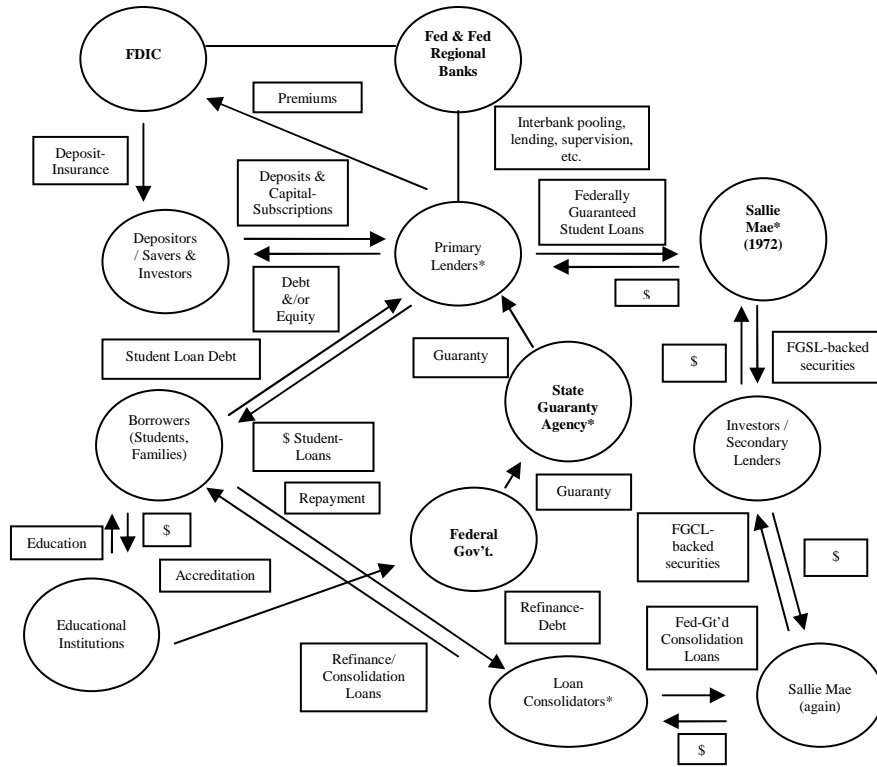 FDIC
Fed & Fed
Regional
Banks
Premiums
Interbank pooling,
lending, supervision,
etc.
Deposit-
Insurance
Deposits &
Capital-
Subscriptions
Federally
Guaranteed
Student Loans
Sallie
Mae*
(1972)
Depositors
/ Savers &
Investors
Primary
Lenders*
Debt
&/or
Equity
$
Student Loan Debt
Guaranty
$
FGSL-backed
securities
State
Guaranty
Agency*
Borrowers
(Students,
Families)
Investors /
Secondary
Lenders
$ Student-
Loans
Repayment
Guaranty
Education
$
Federal
Gov’t.
FGCL-
backed
securities
$
Accreditation
Educational
Institutions
Refinance-
Debt
Fed-Gt’d
Consolidation
Loans
Refinance/
Consolidation
Loans
Loan
Consolidators*
Sallie Mae
(again)
$